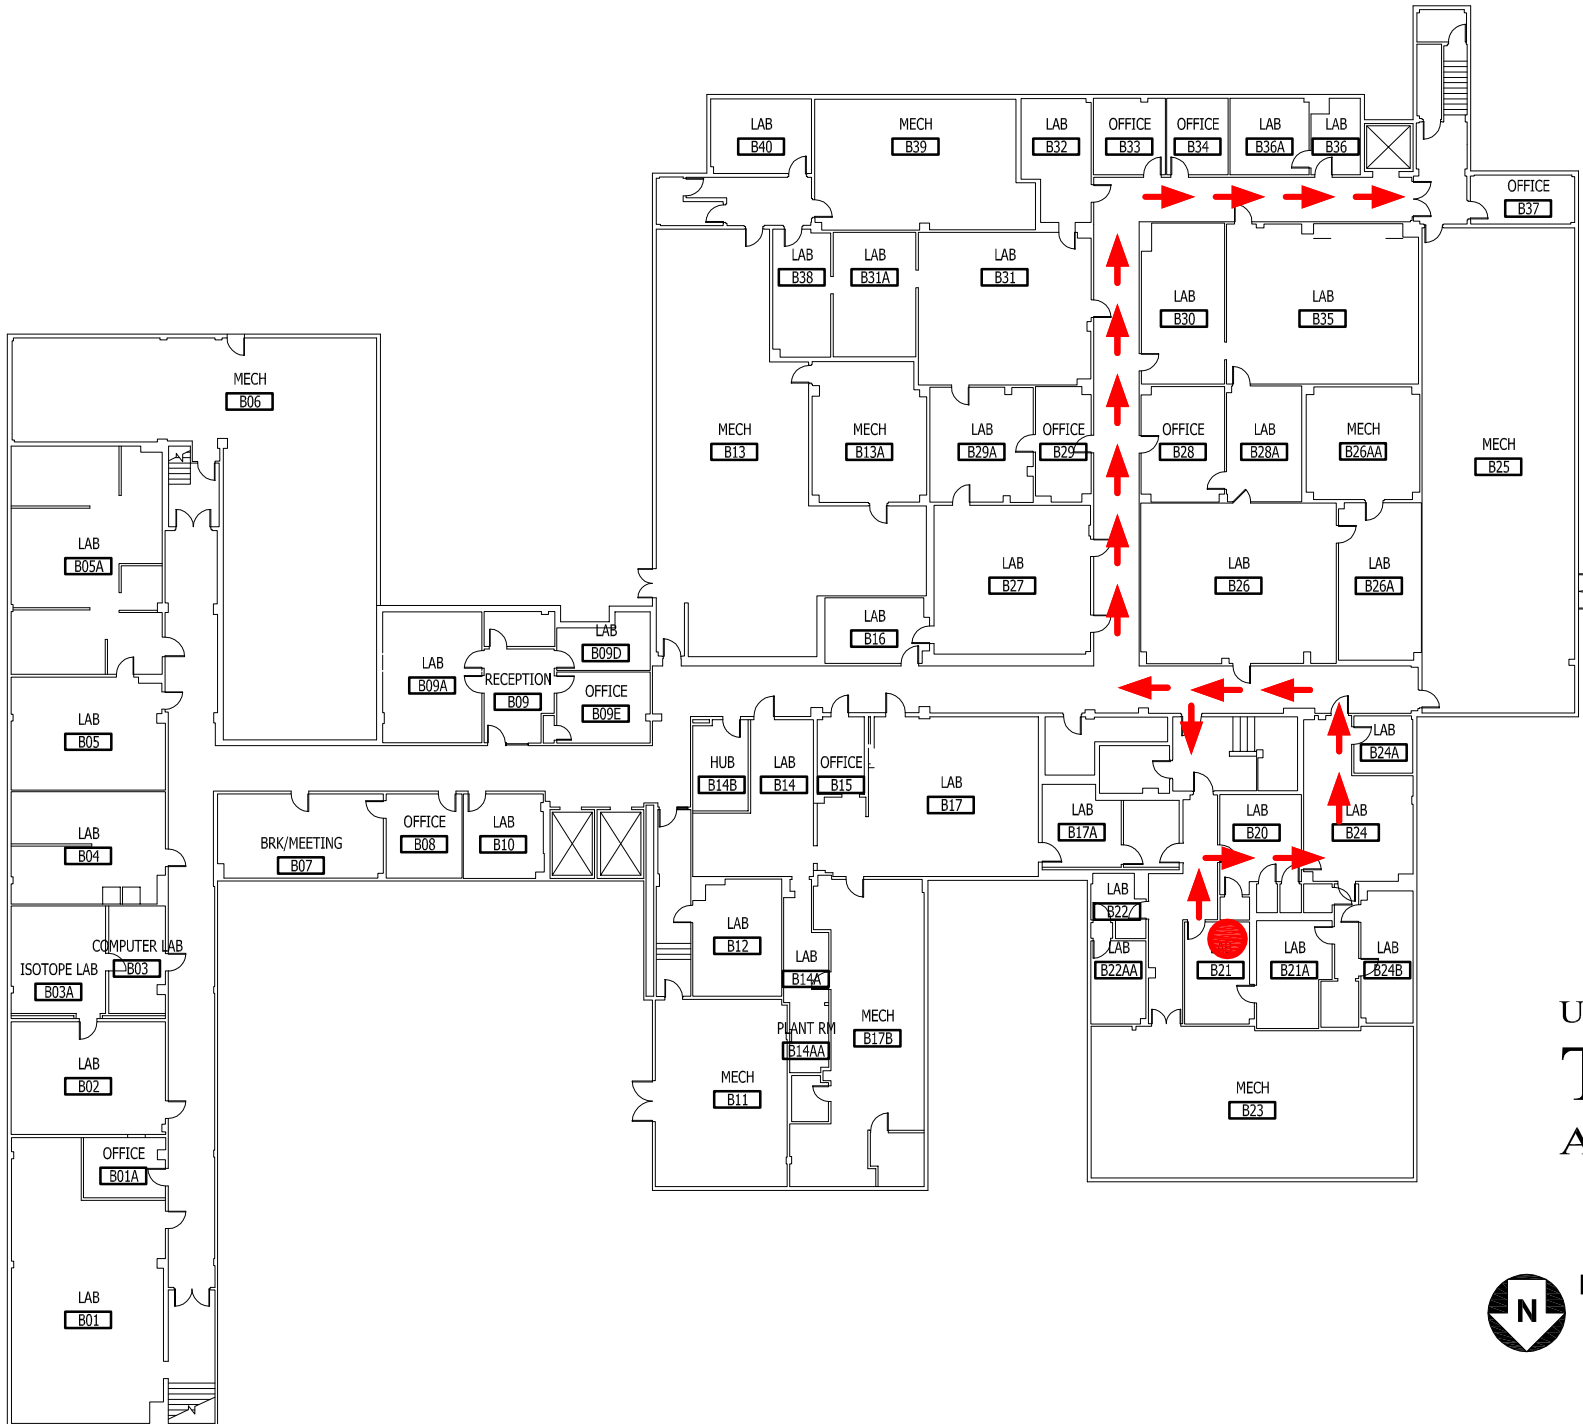 LAB
B40
MECH
B39
LAB
B32
OFFICE
B33
OFFICE
B34
LAB
B36A
LAB
B36
OFFICE
B37
LAB
B38
LAB
B31A
LAB
B31
LAB
B30
LAB
B35
MECH
B06
MECH
B13
MECH
B13A
LAB
B29A
OFFICE
B29
OFFICE
B28
LAB
B28A
MECH
B26AA
MECH
B25
LAB
B05A
LAB
B27
LAB
B26
LAB
B26A
LAB
B16
LAB
B09D
LAB
B09A
RECEPTION
B09
OFFICE
B09E
LAB
B05
HUB
B14B
LAB
B14
OFFICE
B15
LAB
B17
LAB
B24A
LAB
B17A
LAB
B20
LAB
B24
LAB
B04
BRK/MEETING
B07
OFFICE
B08
LAB
B10
LAB
B22
COMPUTER LAB
B03
ISOTOPE LAB
B03A
LAB
B12
LAB
B14A
LAB
B22AA
B21
LAB
B21A
LAB
B24B
PLANT RM
B14AA
MECH
B17B
LAB
B02
MECH
B11
MECH
B23
OFFICE
B01A
LAB
B01
U
T
A
N